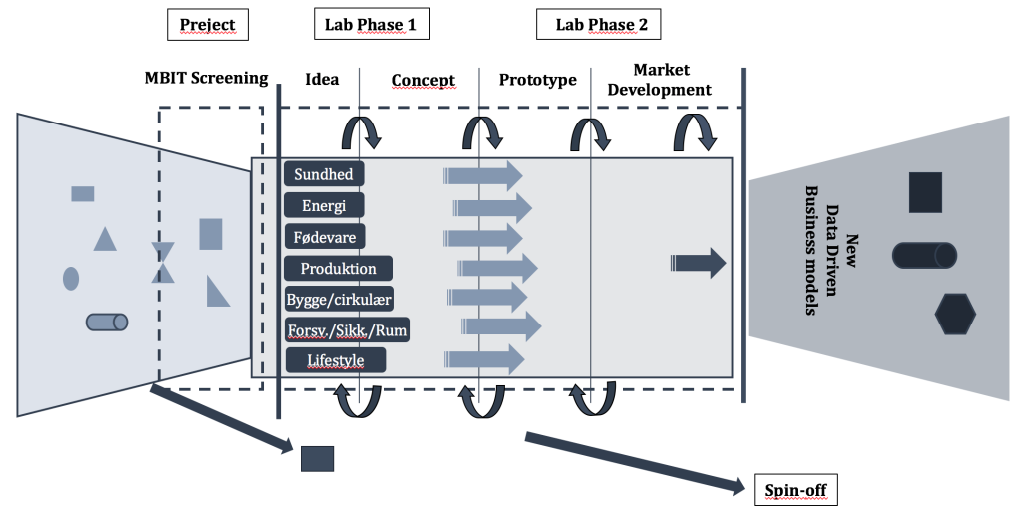 Preject
Lab Phase 1
Lab Phase 2
MBIT Screening
Idea
Concept
Prototype
Market
Development
Sundhed
Energi
Fødevare
Produktion
Bygge/cirkulær
Forsv./Sikk./Rum
Lifestyle
New
Data Driven
Business models
Spin-off